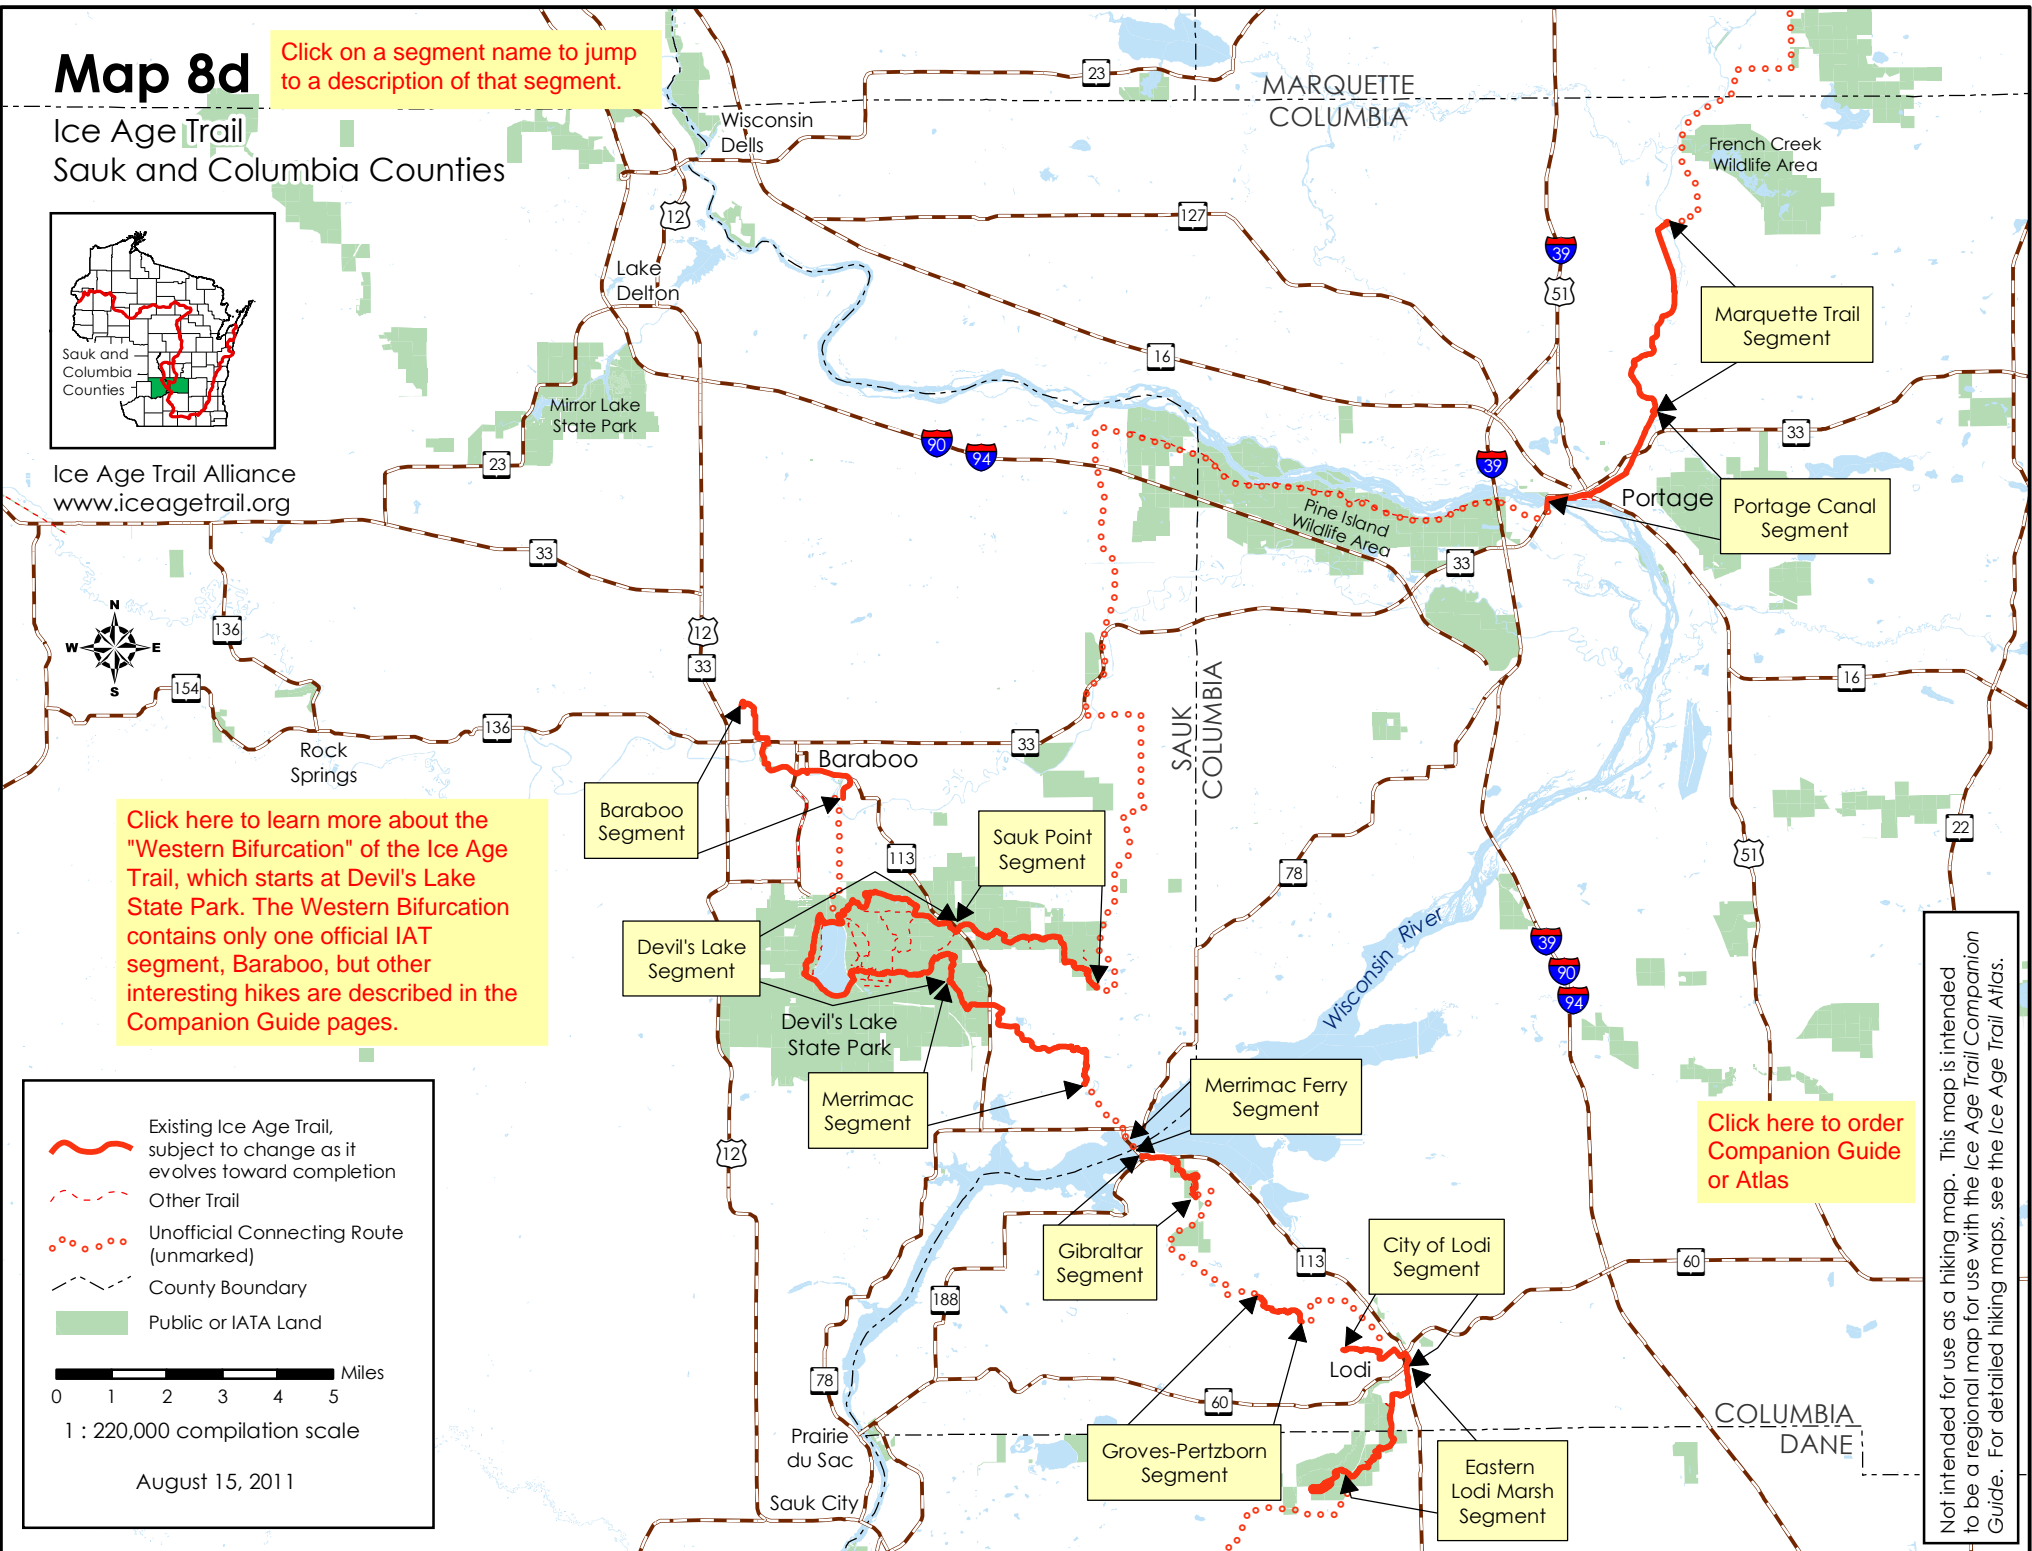 Map 8d
Click on a segment name to jump
to a description of that segment.
Ice Age Trail
Sauk and Columbia Counties
Sauk and
Columbia
Counties
Ice Age Trail Alliance
www.iceagetrail.org
MARQUETTE
COLUMBIA
Wisconsin
Dells
French Creek
Wildlife Area
23
12
127
39
51
Lake
Delton
Marquette Trail
Segment
16
Mirror Lake
State Park
23
90
94
39
33
Portage
Portage Canal
Segment
Pine Island
Wildlife Area
33
33
N
W
E
S
136
12
33
154
16
136
Rock
Springs
33
SAUK
COLUMBIA
Baraboo
Baraboo
Segment
Sauk Point
Segment
113
78
51
22
Click here to learn more about the
"Western Bifurcation" of the Ice Age
Trail, which starts at Devil's Lake
State Park. The Western Bifurcation
contains only one official IAT
segment, Baraboo, but other
interesting hikes are described in the
Companion Guide pages.
Devil's Lake
Segment
Devil's Lake
State Park
Wisconsin River
39
90
94
Merrimac
Segment
Merrimac Ferry
Segment
12
Click here to order
Companion Guide
or Atlas
Gibraltar
Segment
City of Lodi
Segment
113
60
188
Lodi
78
60
Prairie
du Sac
Sauk City
Groves-Pertzborn
Segment
Eastern
Lodi Marsh
Segment
COLUMBIA
DANE
Existing Ice Age Trail,
subject to change as it
evolves toward completion
Other Trail
Unofficial Connecting Route
(unmarked)
County Boundary
Public or IATA Land
Miles
0 1 2 3 4 5
1 : 220,000 compilation scale
August 15, 2011
Not intended for use as a hiking map. This map is intended
to be a regional map for use with the Ice Age Trail Companion
Guide. For detailed hiking maps, see the Ice Age Trail Atlas.